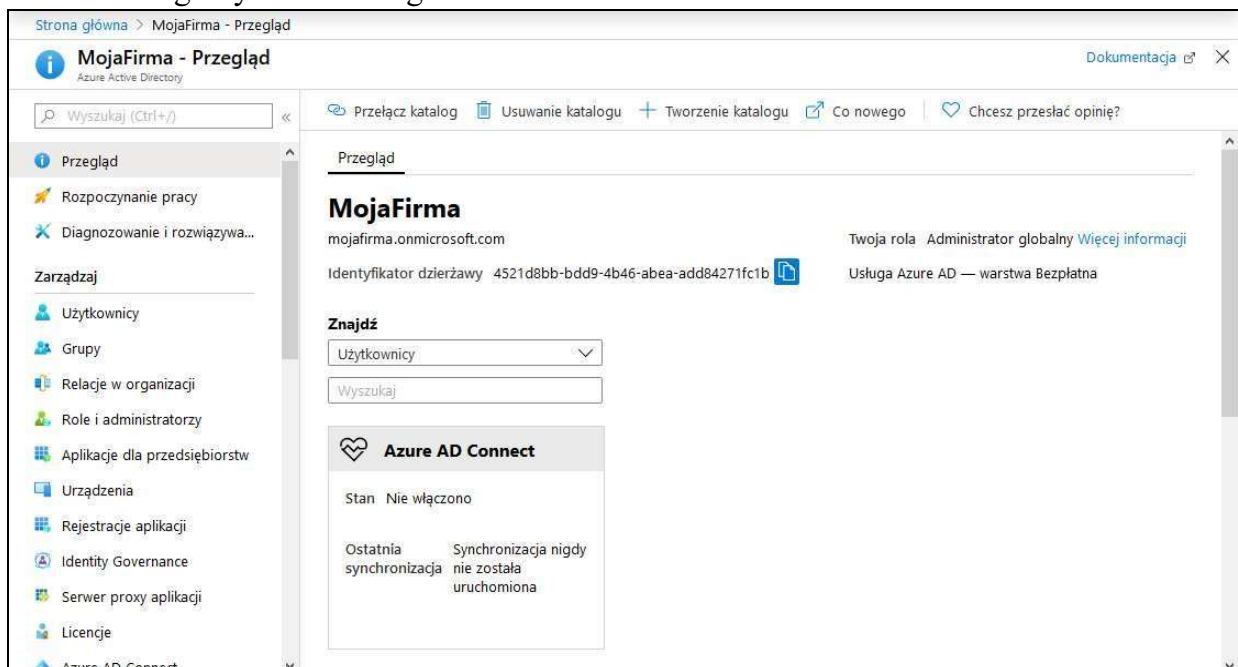 Strona główna > MojaFirma - Przegląd
MojaFirma - Przegląd
Azure Active Directory
Dokumentacja
Wyszukaj (Ctrl+/)
«
Przegląd
Rozpoczynanie pracy
Diagnozowanie i rozwiązywa...
Zarządzaj
Użytkownicy
Grupy
Relacje w organizacji
Role i administratorzy
Aplikacje dla przedsiębiorstw
Urządzenia
Rejestracje aplikacji
Identity Governance
Serwer proxy aplikacji
Licencje
Azure AD Connect
Przełącz katalog Usuwanie katalogu Tworzenie katalogu Co nowego Chcesz przesłać opinię?
Przegląd
MojaFirma
mojafirma.onmicrosoft.com
Twoja rola Administrator globalny Więcej informacji
Identyfikator dzierżawy 4521d8bb-bdd9-4b46-abea-add84271fc1b
Usługa Azure AD — warstwa Bezpłatna
Znajdź
Użytkownicy
Wyszukaj
Azure AD Connect
Stan Nie włączono
Ostatnia synchronizacja
Synchronizacja nigdy
nie została
uruchomiona